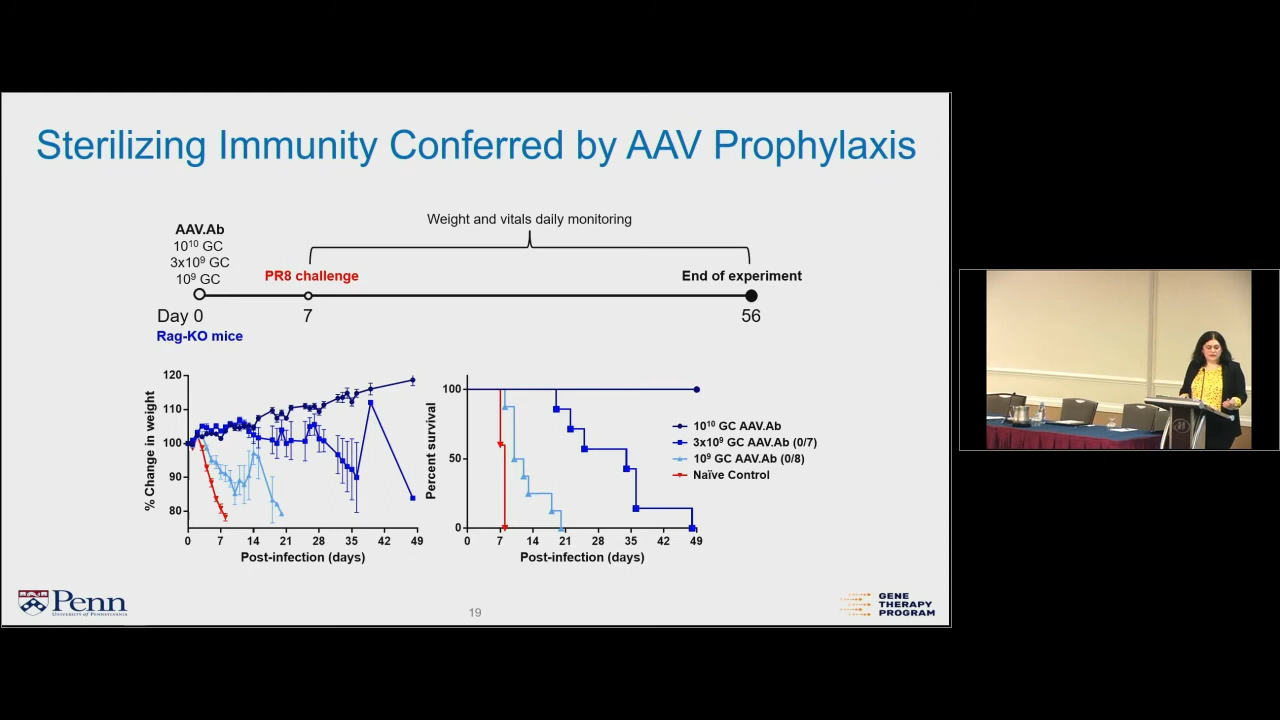 Sterilizing Immunity Conferred by AAV Prophylaxis
Weight and vitals daily monitoring
AAV.Ab
10¹⁰ GC
3x10⁹ GC
10⁹ GC
PR8 challenge
End of experiment
Day 0
7
56
Rag-KO mice
% Change in weight
120
110
100
90
80
0 7 14 21 28 35 42 49
Post-infection (days)
Percent survival
100
50
0
0 7 14 21 28 35 42 49
Post-infection (days)
10¹⁰ GC AAV.Ab
3x10⁹ GC AAV.Ab (0/7)
10⁹ GC AAV.Ab (0/8)
Naïve Control
Penn
UNIVERSITY OF PENNSYLVANIA
19
GENE
THERAPY
PROGRAM